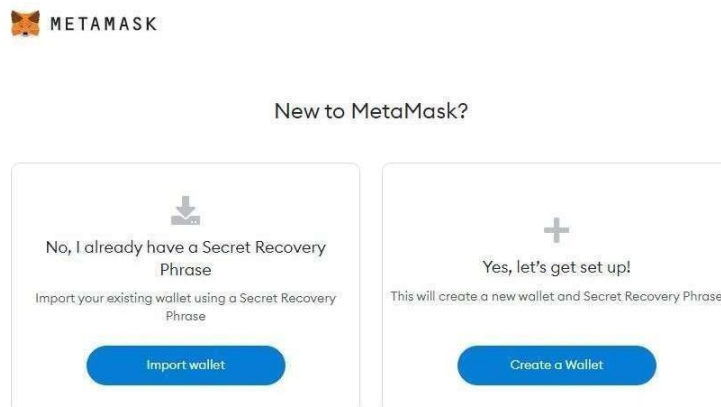 METAMASK
New to MetaMask?
No, I already have a Secret Recovery
Phrase
Import your existing wallet using a Secret Recovery
Phrase
Import wallet
Yes, let's get set up!
This will create a new wallet and Secret Recovery Phrase
Create a Wallet